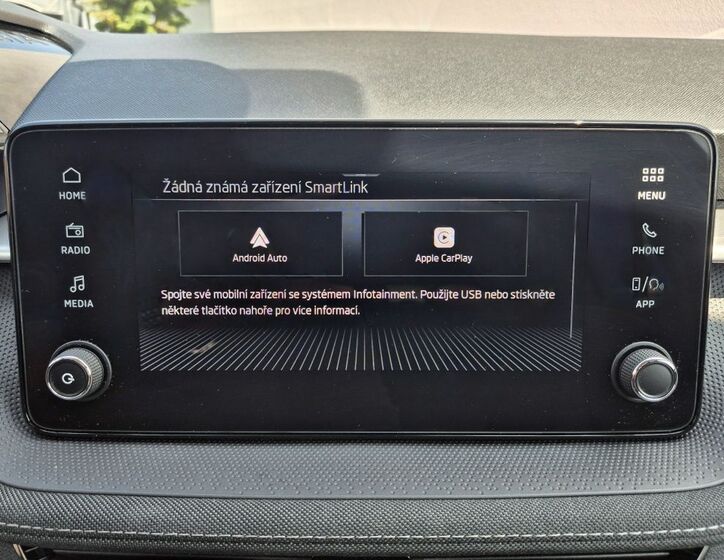 Žádná známá zařízení SmartLink
HOME
MENU
Android Auto
Apple CarPlay
RADIO
PHONE
MEDIA
APP
Spojte své mobilní zařízení se systémem Infotainment. Použijte USB nebo stiskněte
některé tlačítko nahoře pro více informací.